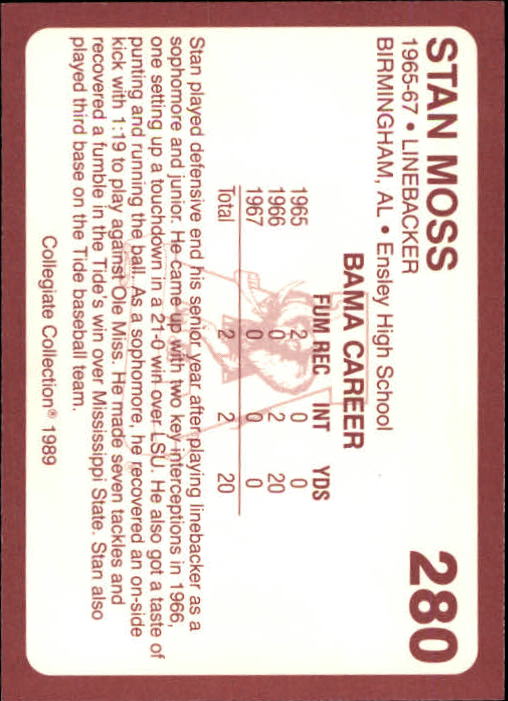 STAN MOSS
280
1965-67 • LINEBACKER
BIRMINGHAM, AL • Ensley High School
BAMA CAREER
FUM REC INT YDS
1965 2 0 0
1966 0 2 20
1967 0 0 0
Total 2 2 20
Stan played defensive end his senior year after playing linebacker as a
sophomore and junior. He came up with two key interceptions in 1966,
one setting up a touchdown in a 21-0 win over LSU. He also got a taste of
punting and running the ball. As a sophomore, he recovered an on-side
kick with 1:19 to play against Ole Miss. He made seven tackles and
recovered a fumble in the Tide's win over Mississippi State. Stan also
played third base on the Tide baseball team.
Collegiate Collection® 1989